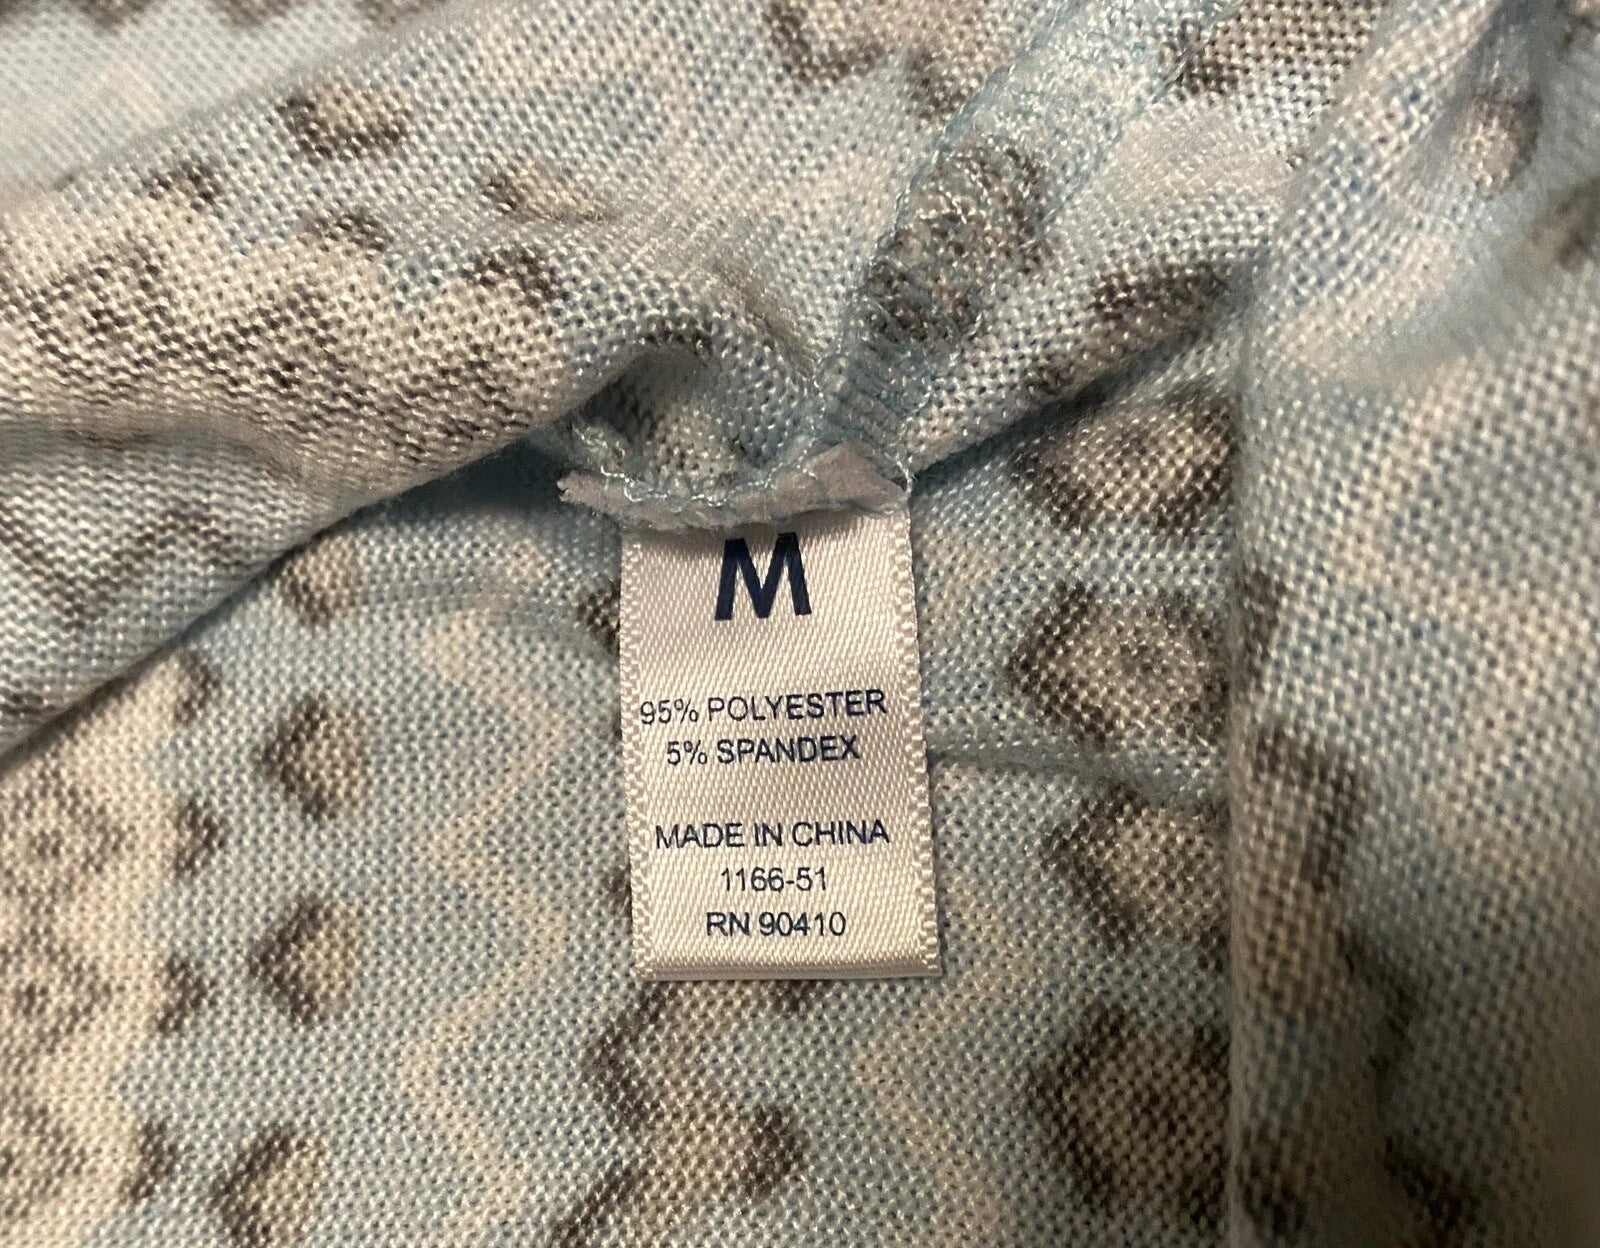 M
95% POLYESTER
5% SPANDEX
MADE IN CHINA
1166-51
RN 90410